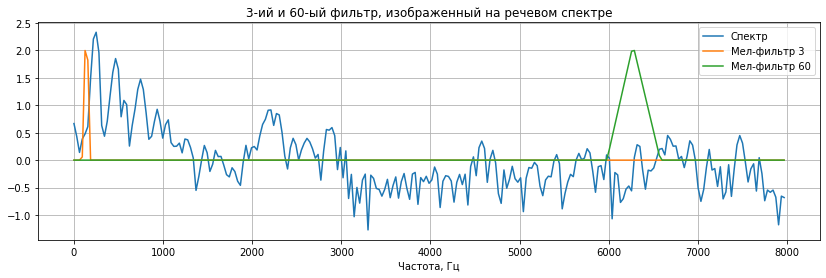 3-ий и 60-ый фильтр, изображенный на речевом спектре
Спектр
Мел-фильтр 3
Мел-фильтр 60
2.5
2.0
1.5
1.0
0.5
0.0
−0.5
−1.0
0 1000 2000 3000 4000 5000 6000 7000 8000
Частота, Гц